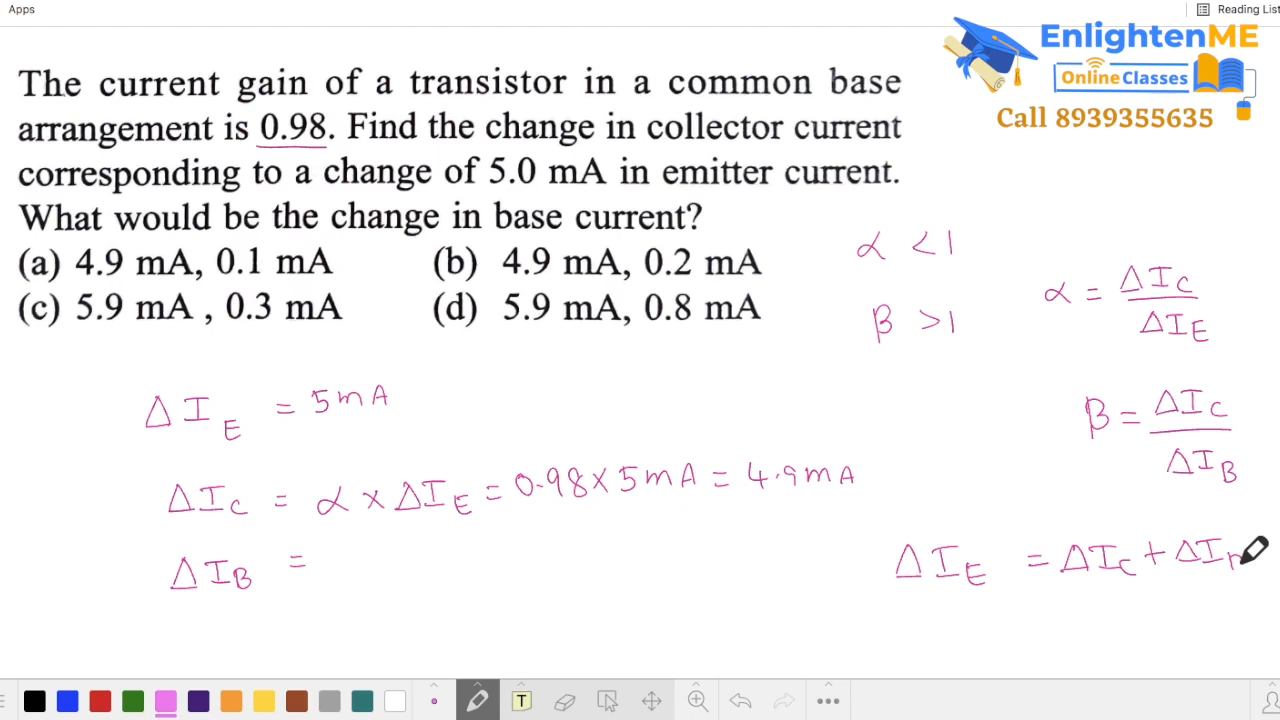 Apps
Reading List
EnlightenME
Online Classes
Call 8939355635
The current gain of a transistor in a common base
arrangement is 0.98. Find the change in collector current
corresponding to a change of 5.0 mA in emitter current.
What would be the change in base current?
(a) 4.9 mA, 0.1 mA (b) 4.9 mA, 0.2 mA
(c) 5.9 mA , 0.3 mA (d) 5.9 mA, 0.8 mA
α < 1
β > 1
α = ΔIC / ΔIE
β = ΔIC / ΔIB
ΔIE = 5mA
ΔIC = α × ΔIE = 0.98 × 5mA = 4.9mA
ΔIB =
ΔIE = ΔIC + ΔI
T